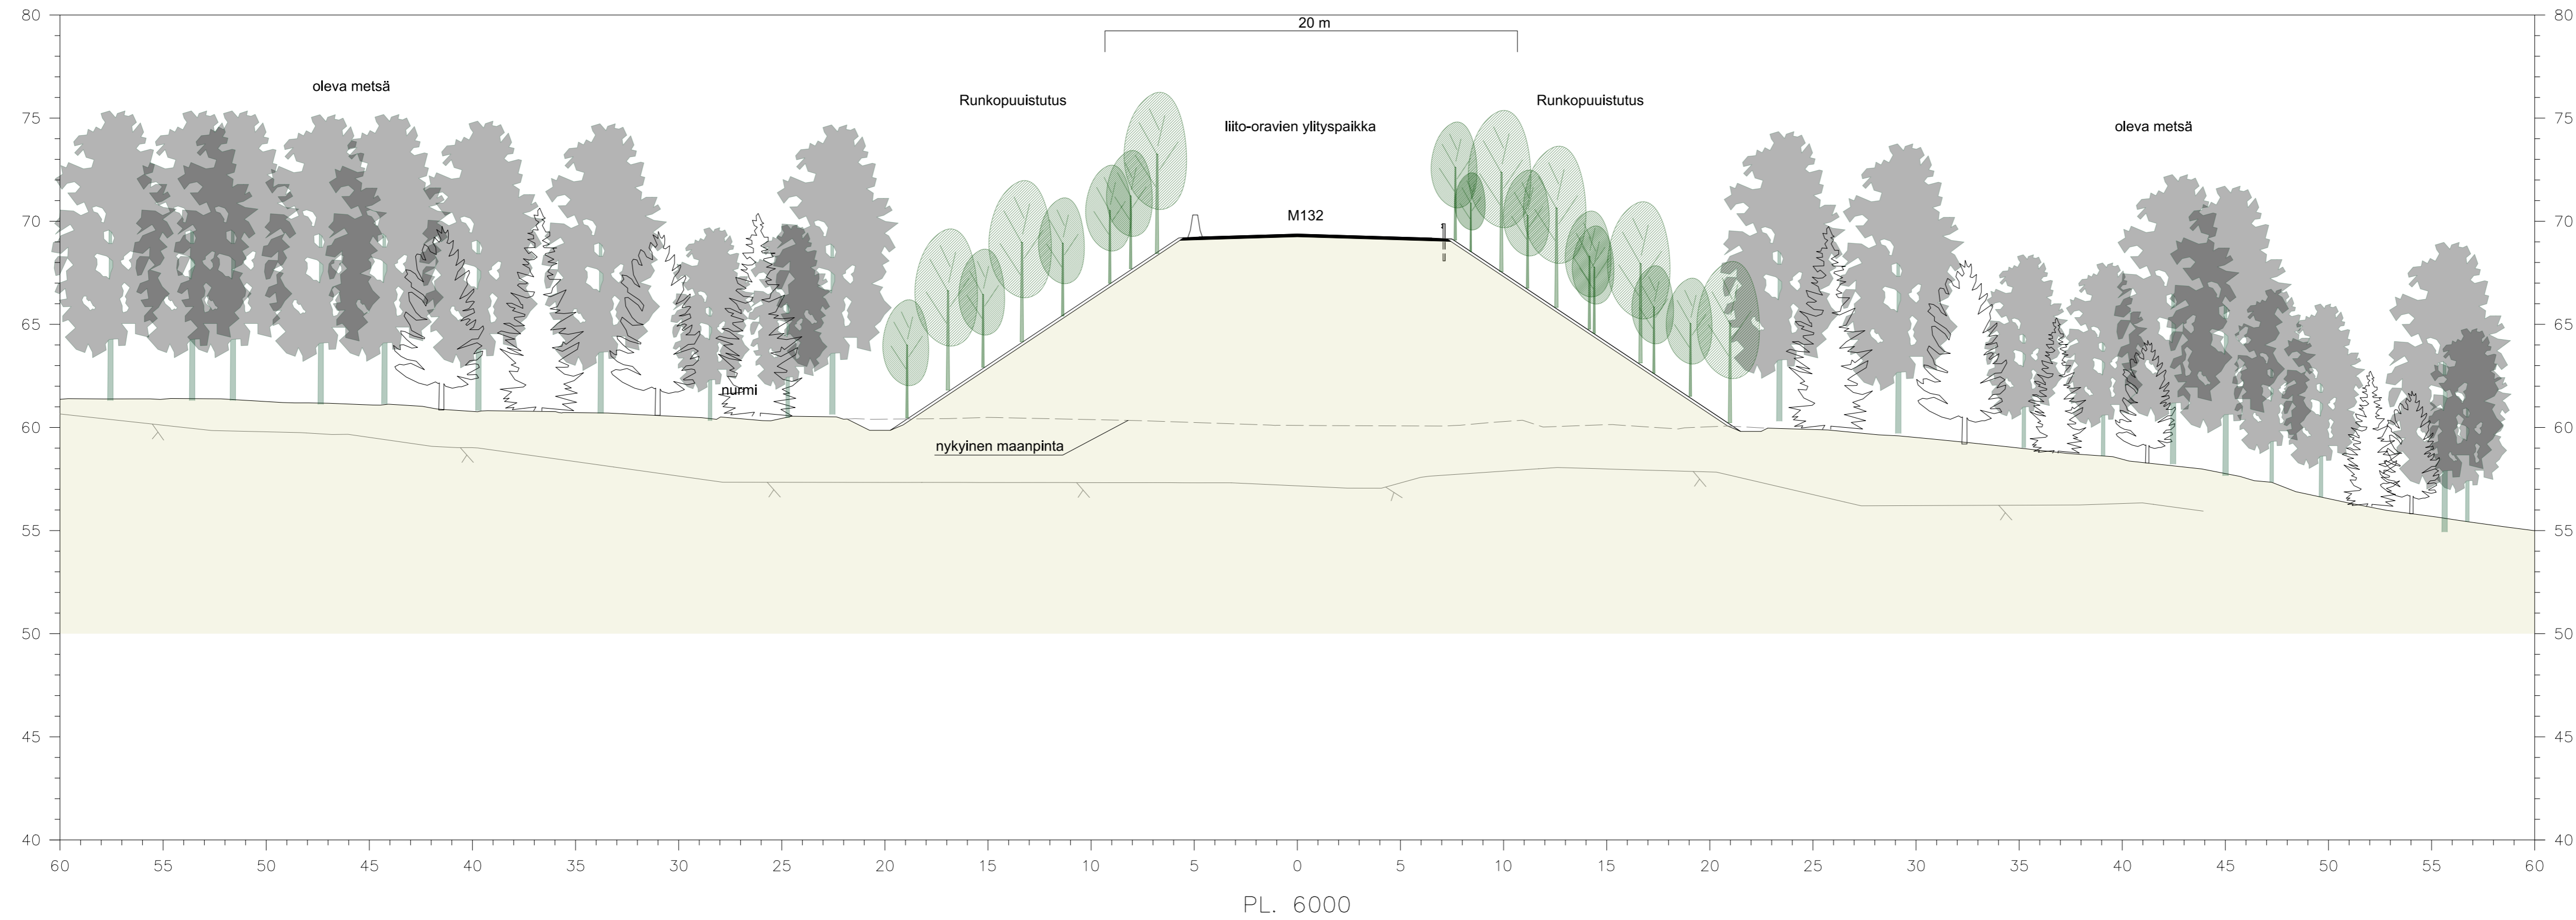 80
80
20 m
oleva metsä
Runkopuuistutus
Runkopuuistutus
liito-oravien ylityspaikka
oleva metsä
75
75
70
70
M132
65
65
nurmi
60
60
nykyinen maanpinta
55
55
50
50
45
45
40
40
60 55 50 45 40 35 30 25 20 15 10 5 0 5 10 15 20 25 30 35 40 45 50 55 60
PL. 6000